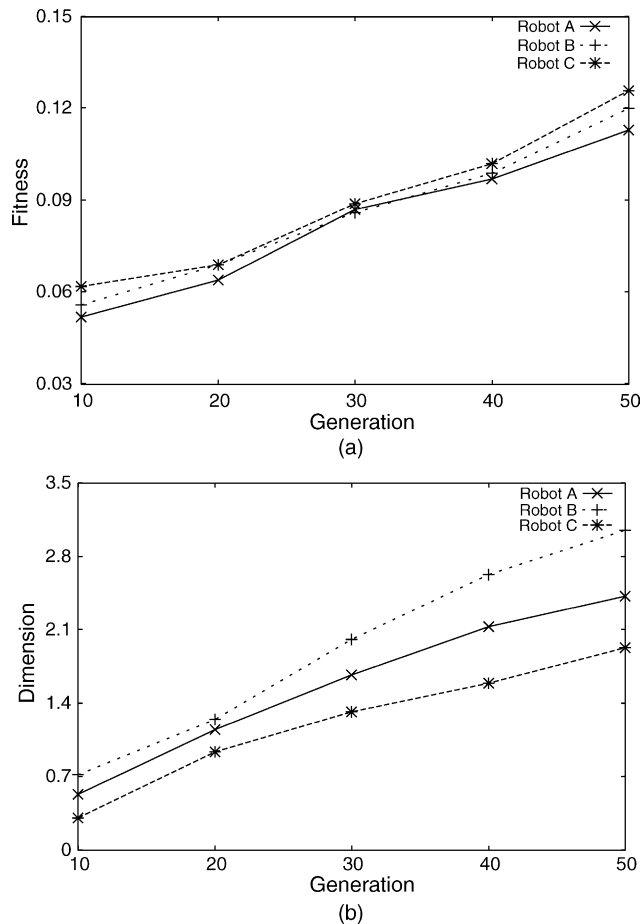 0.15
0.12
0.09
0.06
0.03
Fitness
Robot A
Robot B
Robot C
10 20 30 40 50
Generation
(a)
3.5
2.8
2.1
1.4
0.7
0
Dimension
Robot A
Robot B
Robot C
10 20 30 40 50
Generation
(b)